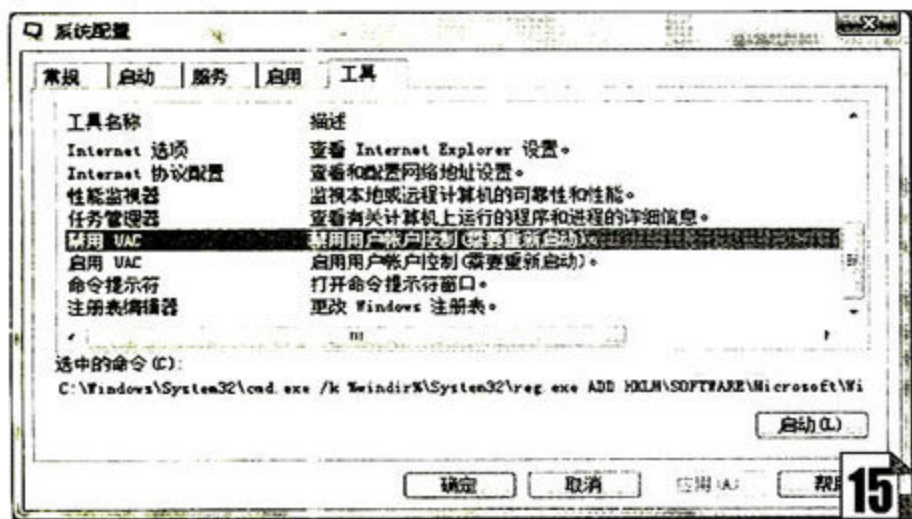 系统配置
常规 启动 服务 启用 工具
工具名称 描述
Internet 选项 查看 Internet Explorer 设置。
Internet 协议配置 查看和配置网络地址设置。
性能监视器 监视本地或远程计算机的可靠性和性能。
任务管理器 查看有关计算机上运行的程序和进程的详细信息。
禁用 UAC 禁用用户帐户控制(需要重新启动)。
启用 UAC 启用用户帐户控制(需要重新启动)。
命令提示符 打开命令提示符窗口。
注册表编辑器 更改 Windows 注册表。
选中的命令(C):
C:\Windows\System32\cmd.exe /k %windir%\System32\reg.exe ADD HKLM\SOFTWARE\Microsoft\Wi
启动(L)
确定 取消 应用(A) 帮
15